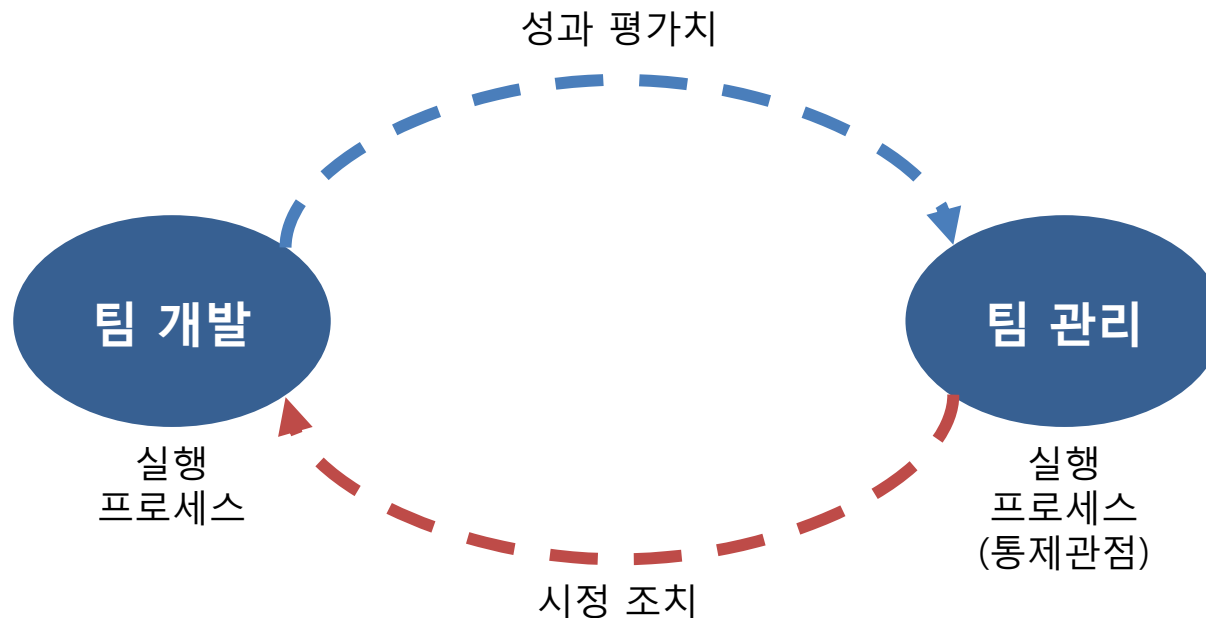 성과 평가치
팀 개발
팀 관리
실행
프로세스
실행
프로세스
(통제관점)
시정 조치